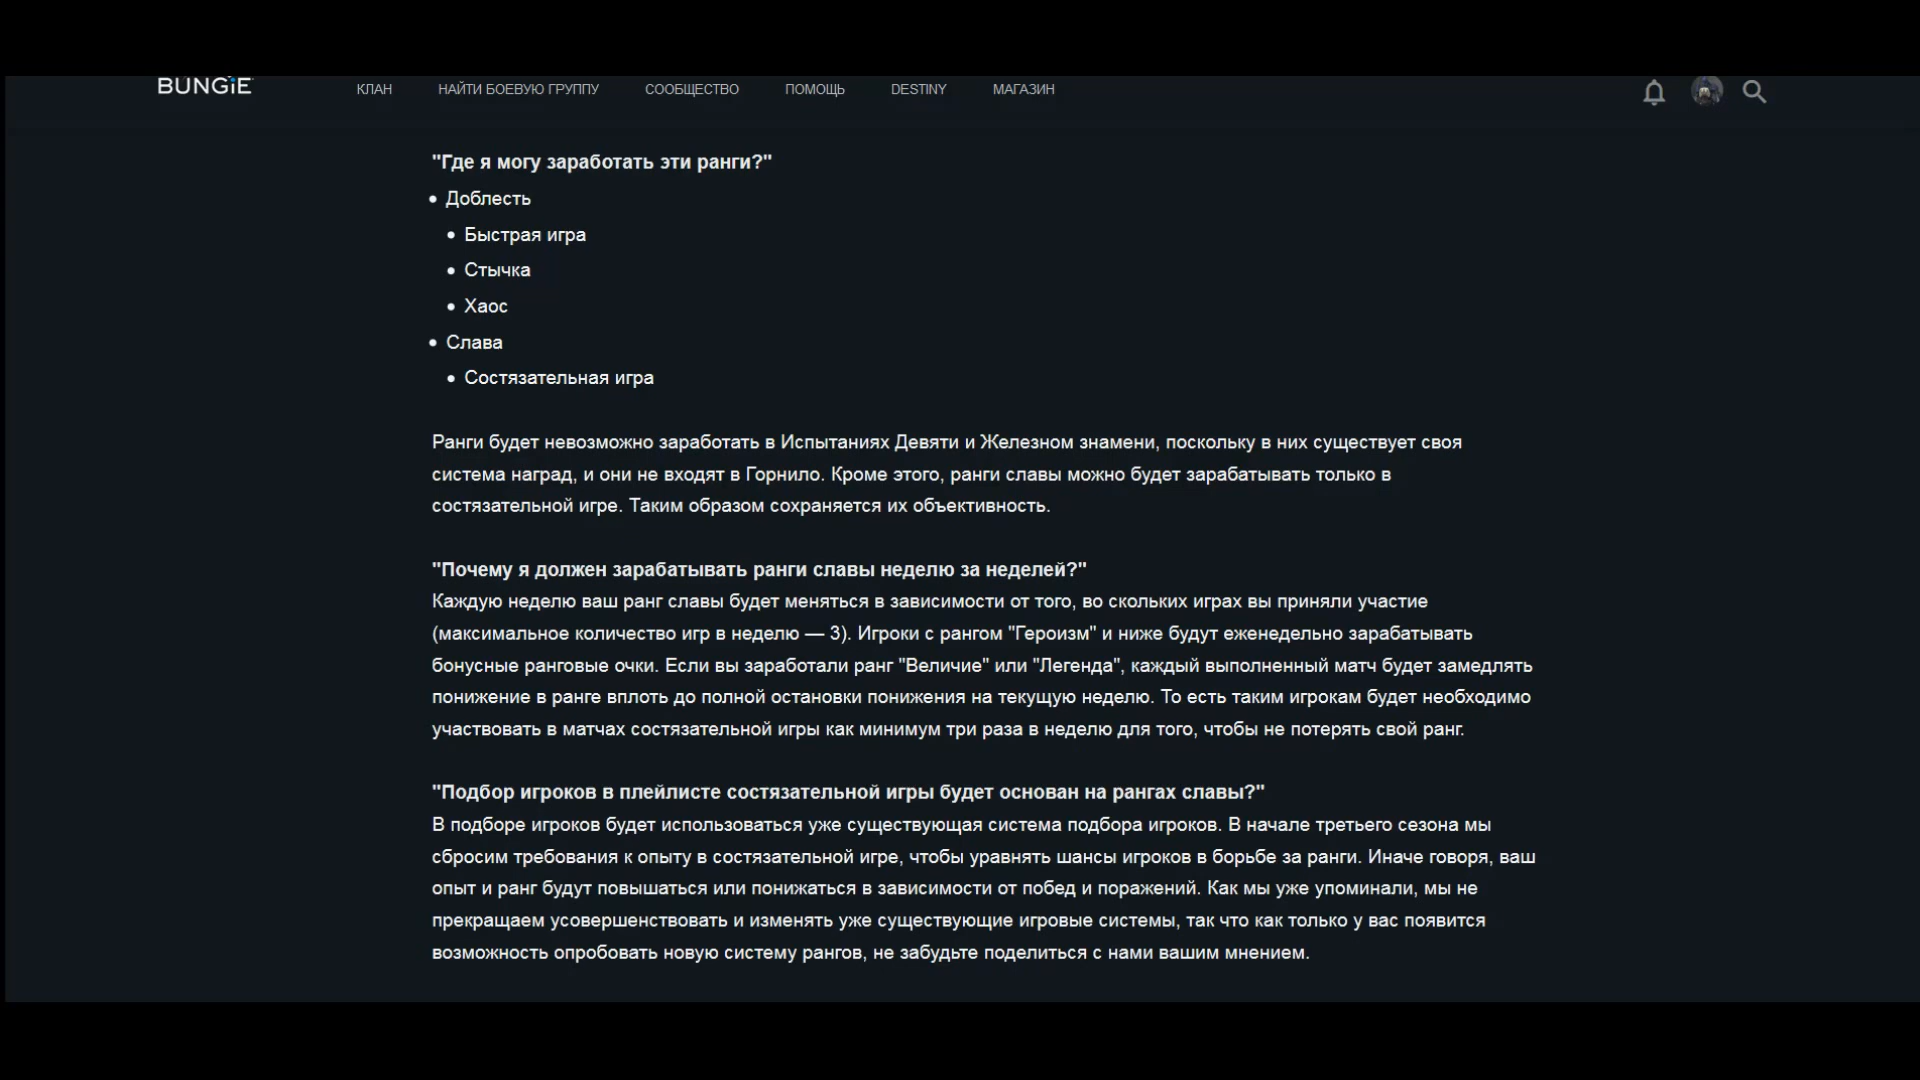 BUNGiE
КЛАН
НАЙТИ БОЕВУЮ ГРУППУ
СООБЩЕСТВО
ПОМОЩЬ
DESTINY
МАГАЗИН
"Где я могу заработать эти ранги?"
• Доблесть
• Быстрая игра
• Стычка
• Хаос
• Слава
• Состязательная игра
Ранги будет невозможно заработать в Испытаниях Девяти и Железном знамени, поскольку в них существует своя
система наград, и они не входят в Горнило. Кроме этого, ранги славы можно будет зарабатывать только в
состязательной игре. Таким образом сохраняется их объективность.
"Почему я должен зарабатывать ранги славы неделю за неделей?"
Каждую неделю ваш ранг славы будет меняться в зависимости от того, во скольких играх вы приняли участие
(максимальное количество игр в неделю — 3). Игроки с рангом "Героизм" и ниже будут еженедельно зарабатывать
бонусные ранговые очки. Если вы заработали ранг "Величие" или "Легенда", каждый выполненный матч будет замедлять
понижение в ранге вплоть до полной остановки понижения на текущую неделю. То есть таким игрокам будет необходимо
участвовать в матчах состязательной игры как минимум три раза в неделю для того, чтобы не потерять свой ранг.
"Подбор игроков в плейлисте состязательной игры будет основан на рангах славы?"
В подборе игроков будет использоваться уже существующая система подбора игроков. В начале третьего сезона мы
сбросим требования к опыту в состязательной игре, чтобы уравнять шансы игроков в борьбе за ранги. Иначе говоря, ваш
опыт и ранг будут повышаться или понижаться в зависимости от побед и поражений. Как мы уже упоминали, мы не
прекращаем усовершенствовать и изменять уже существующие игровые системы, так что как только у вас появится
возможность опробовать новую систему рангов, не забудьте поделиться с нами вашим мнением.